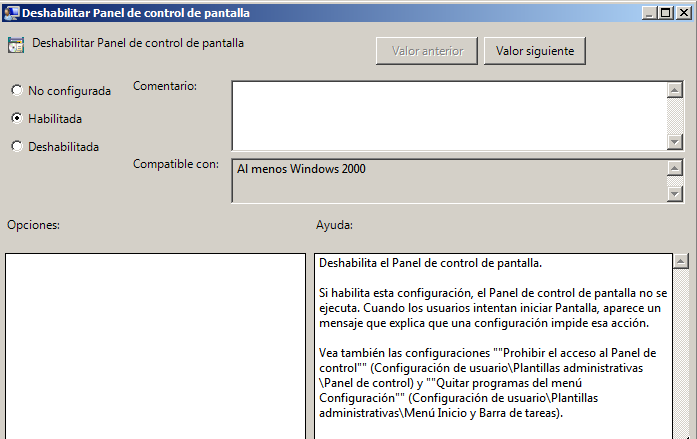 Deshabilitar Panel de control de pantalla
Deshabilitar Panel de control de pantalla
Valor anterior
Valor siguiente
No configurada
Comentario:
Habilitada
Deshabilitada
Compatible con:
Al menos Windows 2000
Opciones:
Ayuda:
Deshabilita el Panel de control de pantalla.
Si habilita esta configuración, el Panel de control de pantalla no se
ejecuta. Cuando los usuarios intentan iniciar Pantalla, aparece un
mensaje que explica que una configuración impide esa acción.
Vea también las configuraciones ""Prohibir el acceso al Panel de
control"" (Configuración de usuario\Plantillas administrativas
\Panel de control) y ""Quitar programas del menú
Configuración"" (Configuración de usuario\Plantillas
administrativas\Menú Inicio y Barra de tareas).